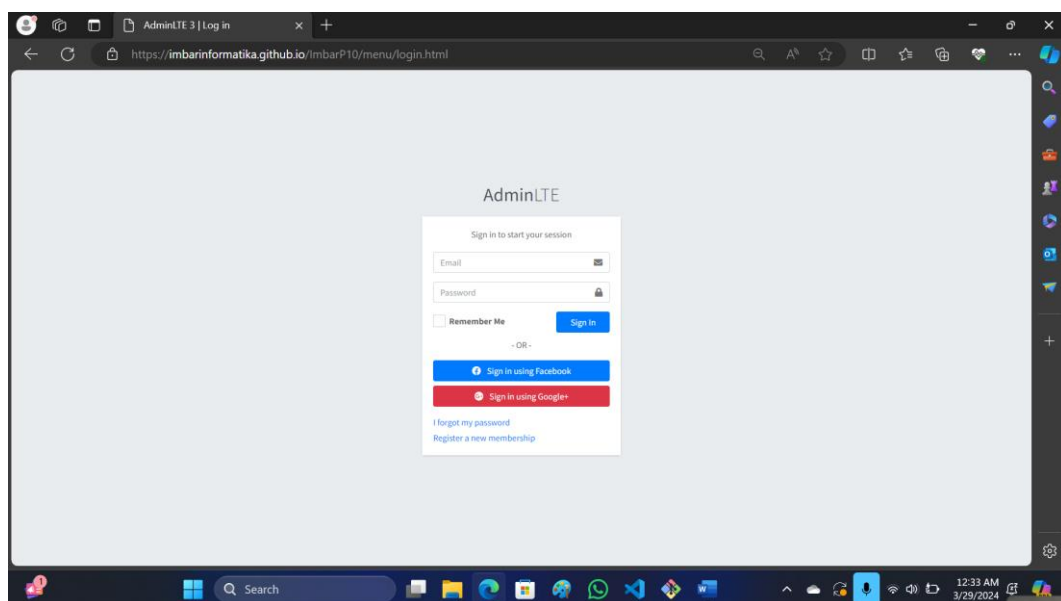 AdminLTE 3 | Log in
https://imbarinformatika.github.io/ImbarP10/menu/login.html
AdminLTE
Sign in to start your session
Email
Password
Remember Me
Sign In
- OR -
Sign in using Facebook
Sign in using Google+
I forgot my password
Register a new membership
1
Search
12:33 AM
3/29/2024